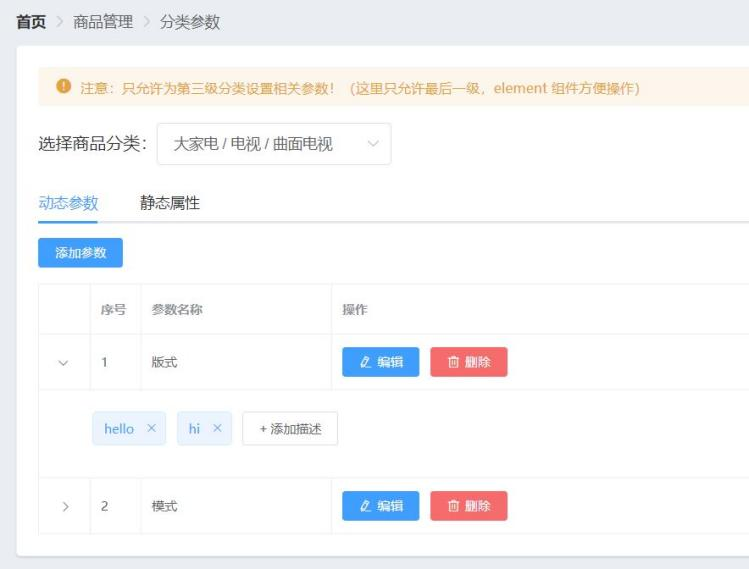 首页 > 商品管理 > 分类参数
注意：只允许为第三级分类设置相关参数！（这里只允许最后一级，element 组件方便操作）
选择商品分类： 大家电 / 电视 / 曲面电视
动态参数 静态属性
添加参数
序号 参数名称 操作
1 版式 编辑 删除
hello × hi × + 添加描述
2 模式 编辑 删除